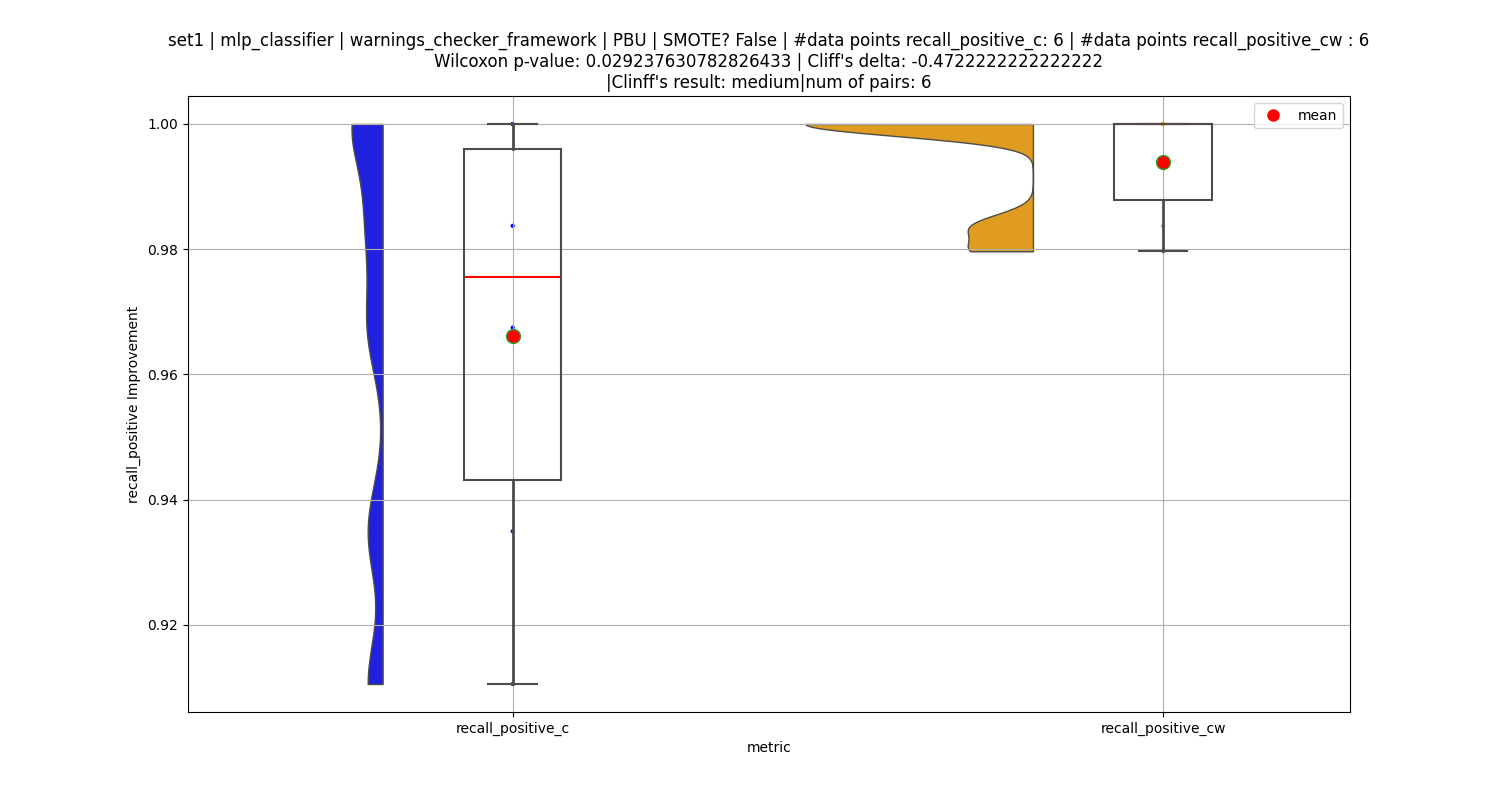 set1 | mlp_classifier | warnings_checker_framework | PBU | SMOTE? False | #data points recall_positive_c: 6 | #data points recall_positive_cw : 6
Wilcoxon p-value: 0.029237630782826433 | Cliff's delta: -0.4722222222222222
|Clinff's result: medium|num of pairs: 6
mean
1.00
0.98
0.96
0.94
0.92
recall_positive Improvement
recall_positive_c
recall_positive_cw
metric